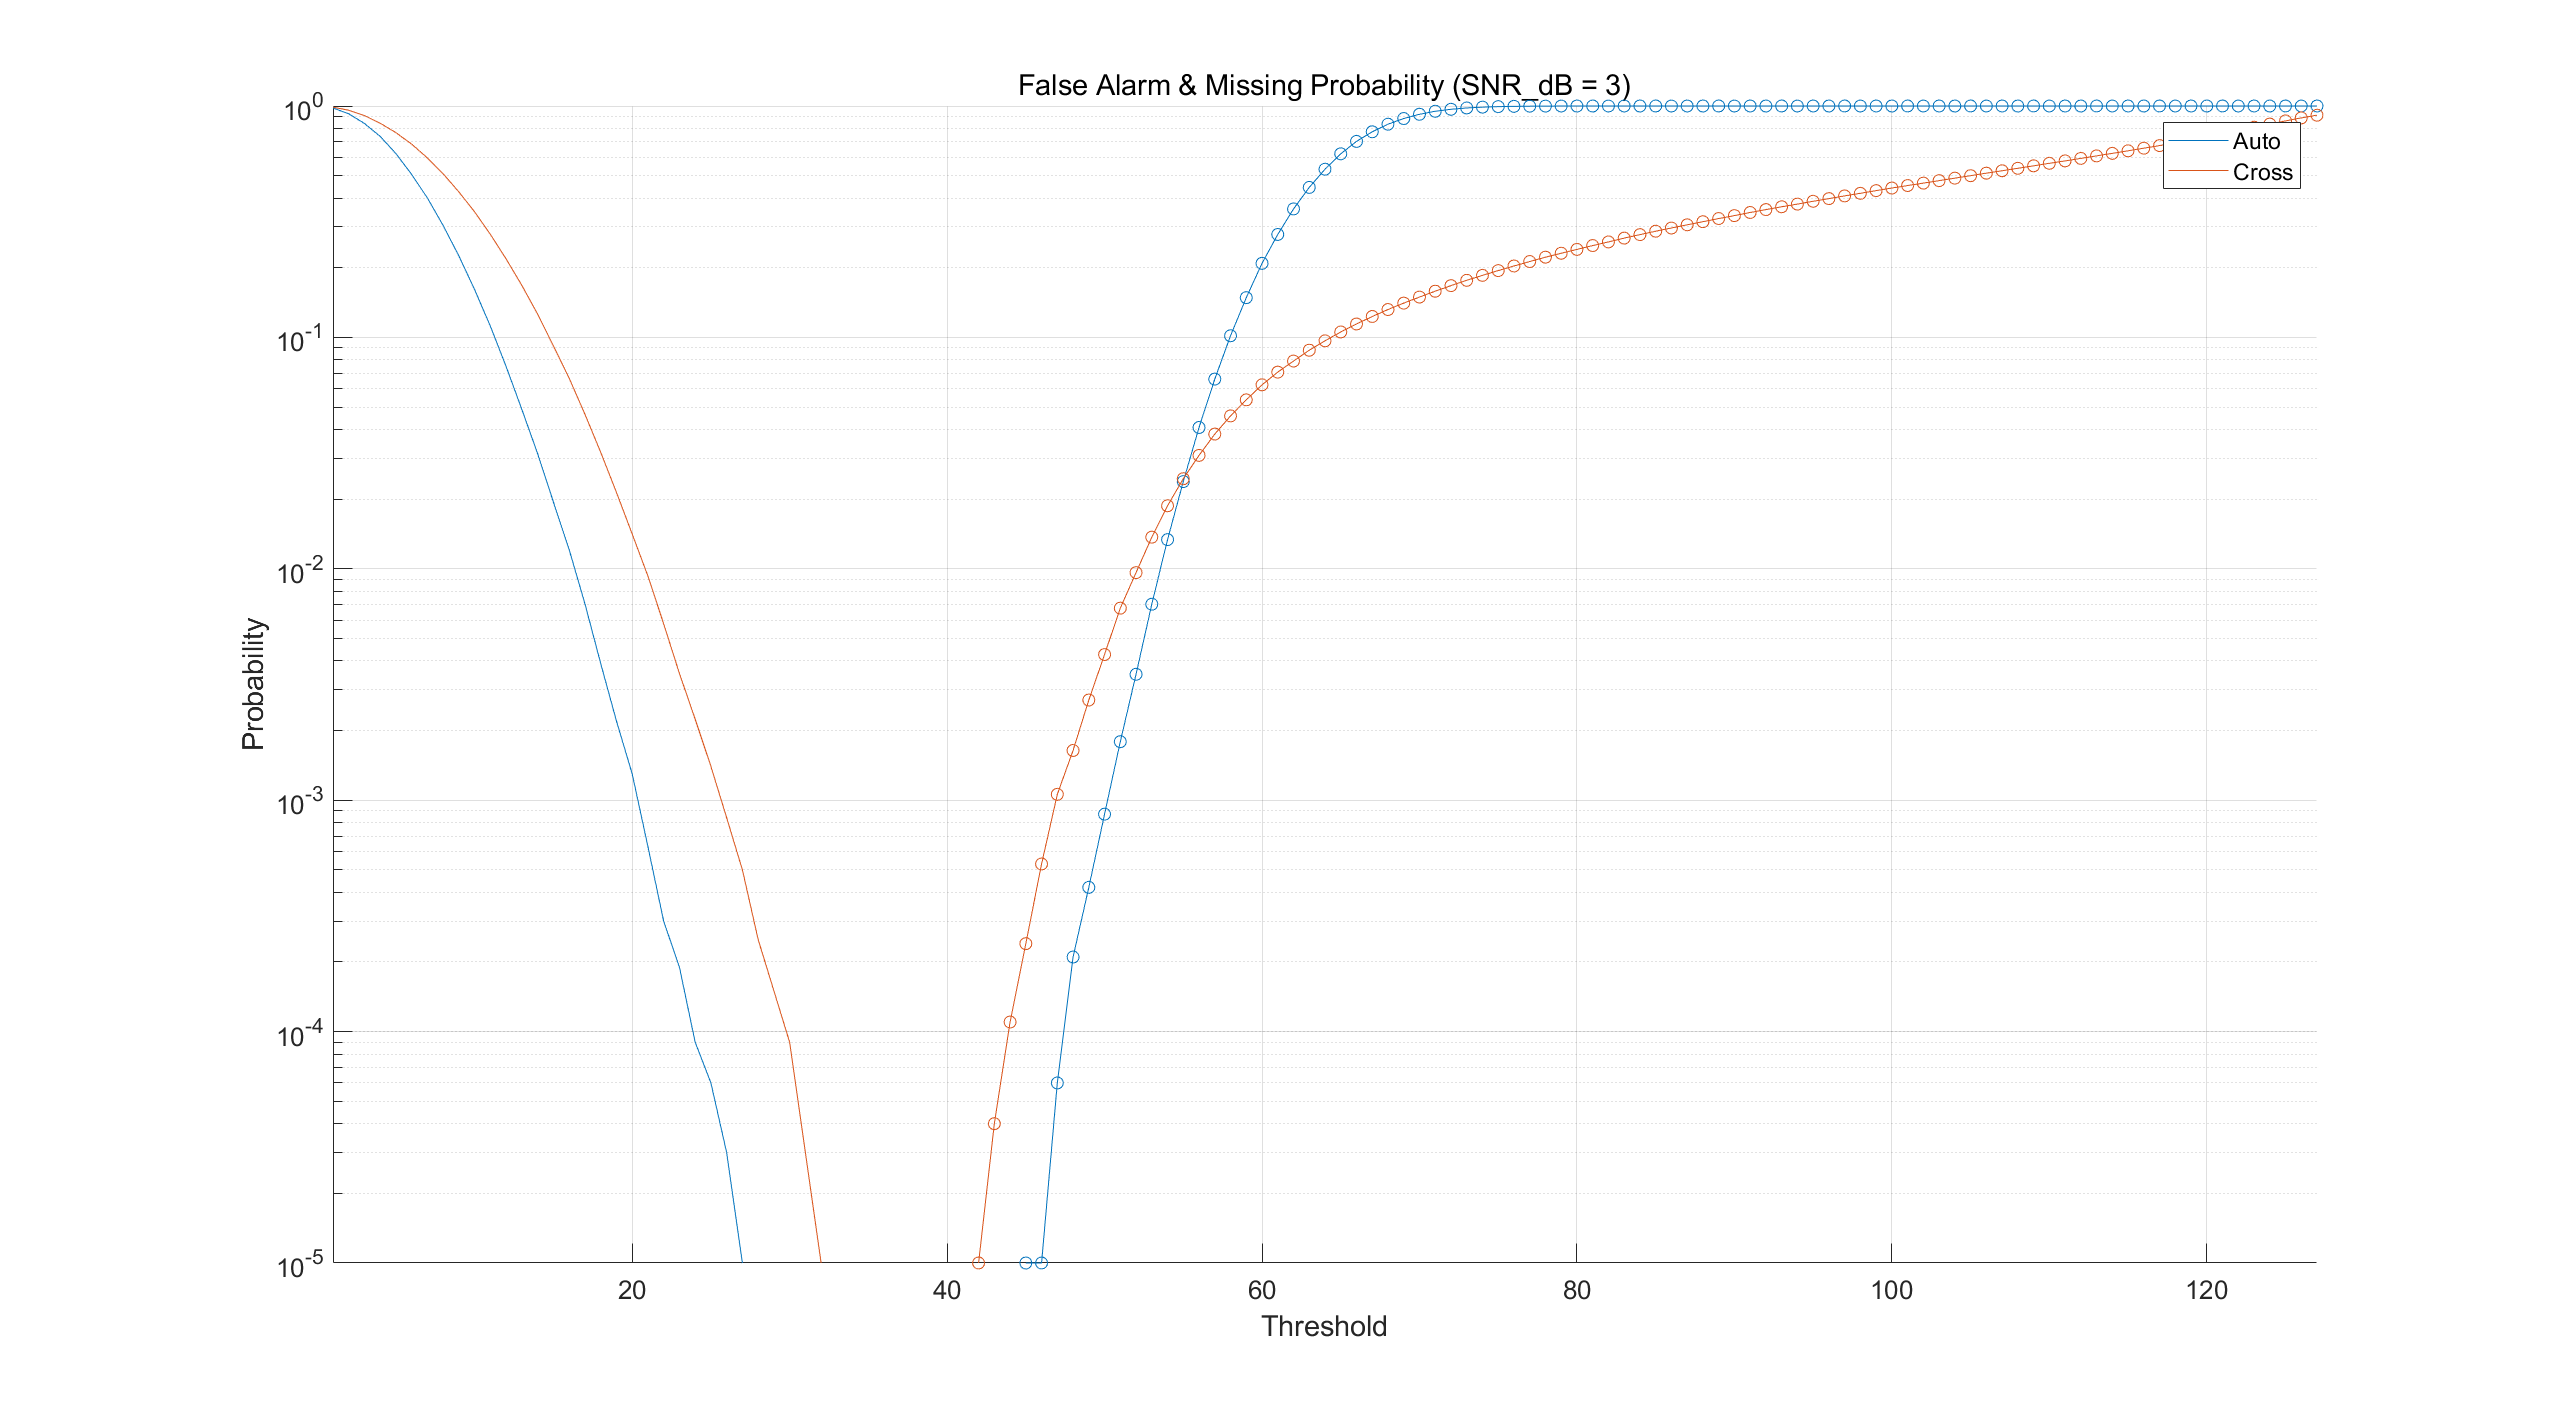 False Alarm & Missing Probability (SNR_dB = 3)
10^0
10^-1
10^-2
10^-3
10^-4
10^-5
Probability
Auto
Cross
20 40 60 80 100 120
Threshold